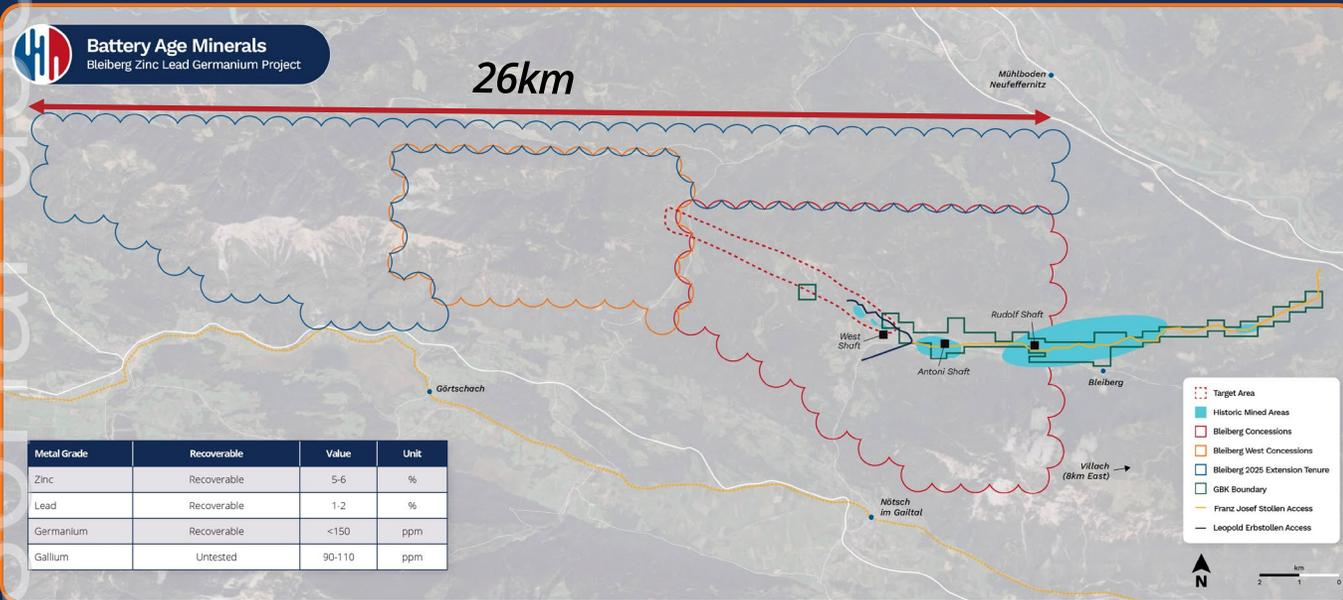 Battery Age Minerals
Bleiberg Zinc Lead Germanium Project
26km
Mühlboden
Neufeffernitz
Rudolf Shaft
West
Shaft
Antoni Shaft
Bleiberg
Görtschach
Villach
(8km East)
Nötsch
im Gailtal
Metal Grade Recoverable Value Unit
Zinc Recoverable 5-6 %
Lead Recoverable 1-2 %
Germanium Recoverable <150 ppm
Gallium Untested 90-110 ppm
Target Area
Historic Mined Areas
Bleiberg Concessions
Bleiberg West Concessions
Bleiberg 2025 Extension Tenure
GBK Boundary
Franz Josef Stollen Access
Leopold Erbstollen Access
N
km
2 1 0